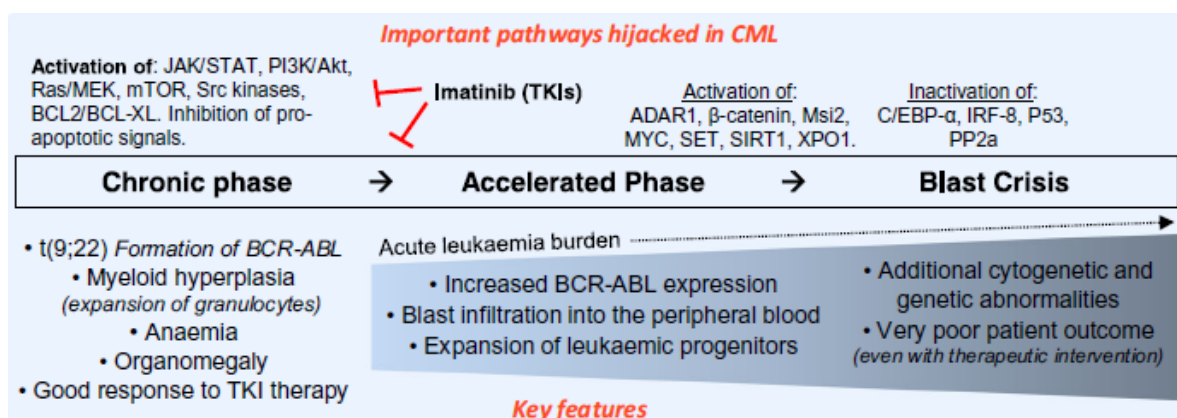 Important pathways hijacked in CML
Activation of: JAK/STAT, PI3K/Akt,
Ras/MEK, mTOR, Src kinases,
BCL2/BCL-XL. Inhibition of pro-
apoptotic signals.
Imatinib (TKIs)
Activation of:
ADAR1, β-catenin, Msi2,
MYC, SET, SIRT1, XPO1.
Inactivation of:
C/EBP-α, IRF-8, P53,
PP2a
Chronic phase → Accelerated Phase → Blast Crisis
• t(9;22) Formation of BCR-ABL
• Myeloid hyperplasia
(expansion of granulocytes)
• Anaemia
• Organomegaly
• Good response to TKI therapy
Acute leukaemia burden
• Increased BCR-ABL expression
• Blast infiltration into the peripheral blood
• Expansion of leukaemic progenitors
• Additional cytogenetic and
genetic abnormalities
• Very poor patient outcome
(even with therapeutic intervention)
Key features